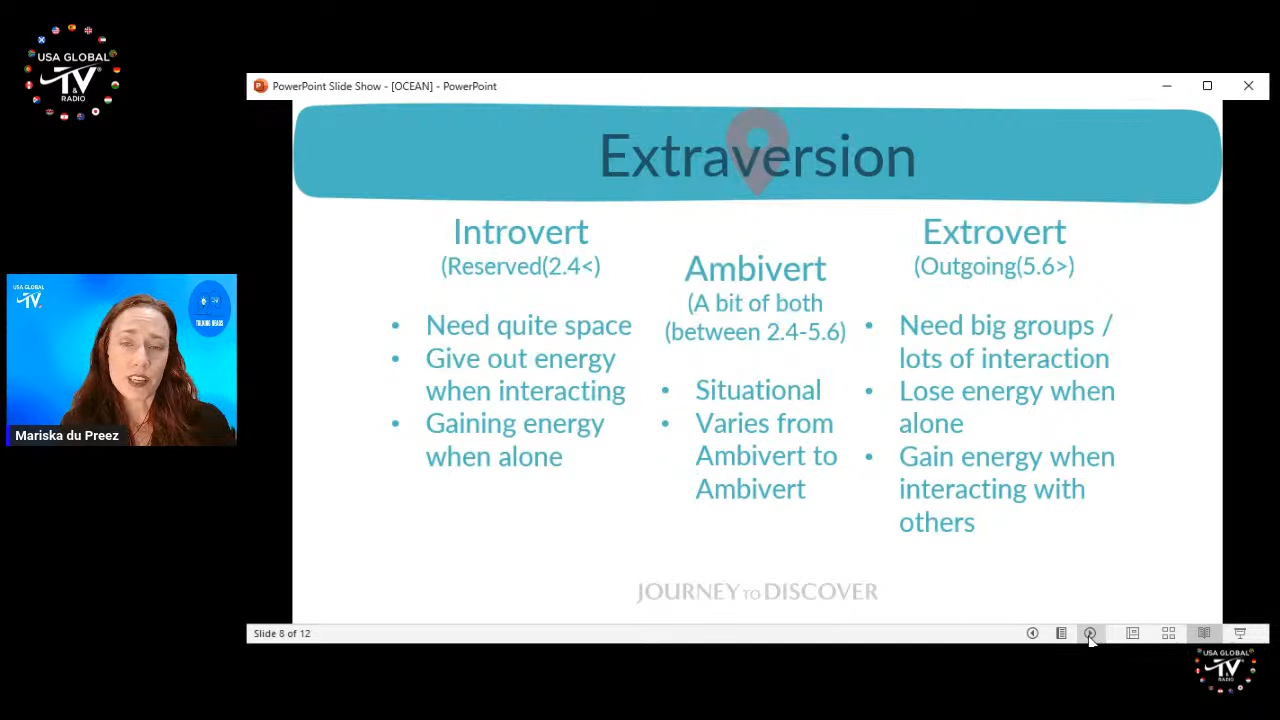 USA GLOBAL
TV
&
RADIO
PowerPoint Slide Show - [OCEAN] - PowerPoint
Extraversion
Introvert
(Reserved(2.4<)
• Need quite space
• Give out energy
when interacting
• Gaining energy
when alone
Ambivert
(A bit of both
(between 2.4-5.6)
• Situational
• Varies from
Ambivert to
Ambivert
Extrovert
(Outgoing(5.6>)
• Need big groups /
lots of interaction
• Lose energy when
alone
• Gain energy when
interacting with
others
JOURNEY TO DISCOVER
Slide 8 of 12
USA GLOBAL
TV
TALKING HEADS
Mariska du Preez
USA GLOBAL
TV
&
RADIO